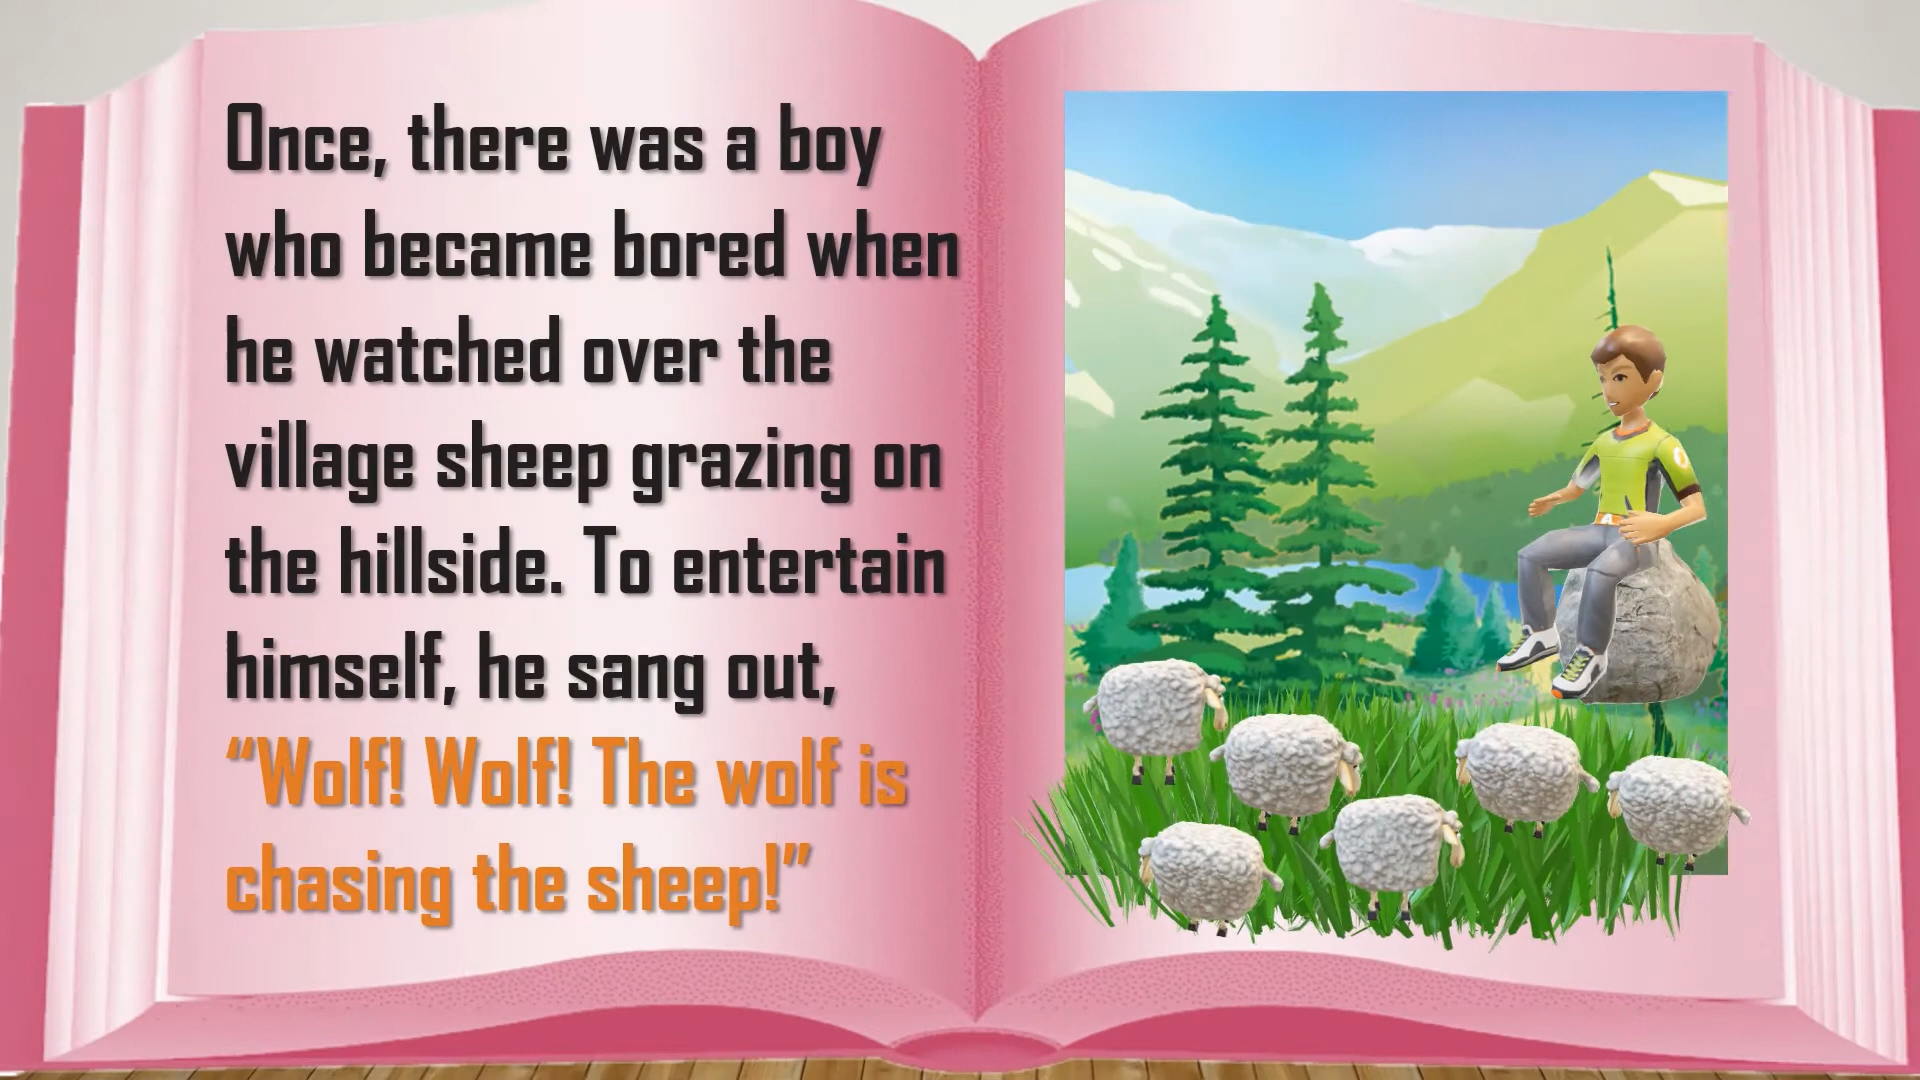 Once, there was a boy
who became bored when
he watched over the
village sheep grazing on
the hillside. To entertain
himself, he sang out,
“Wolf! Wolf! The wolf is
chasing the sheep!”